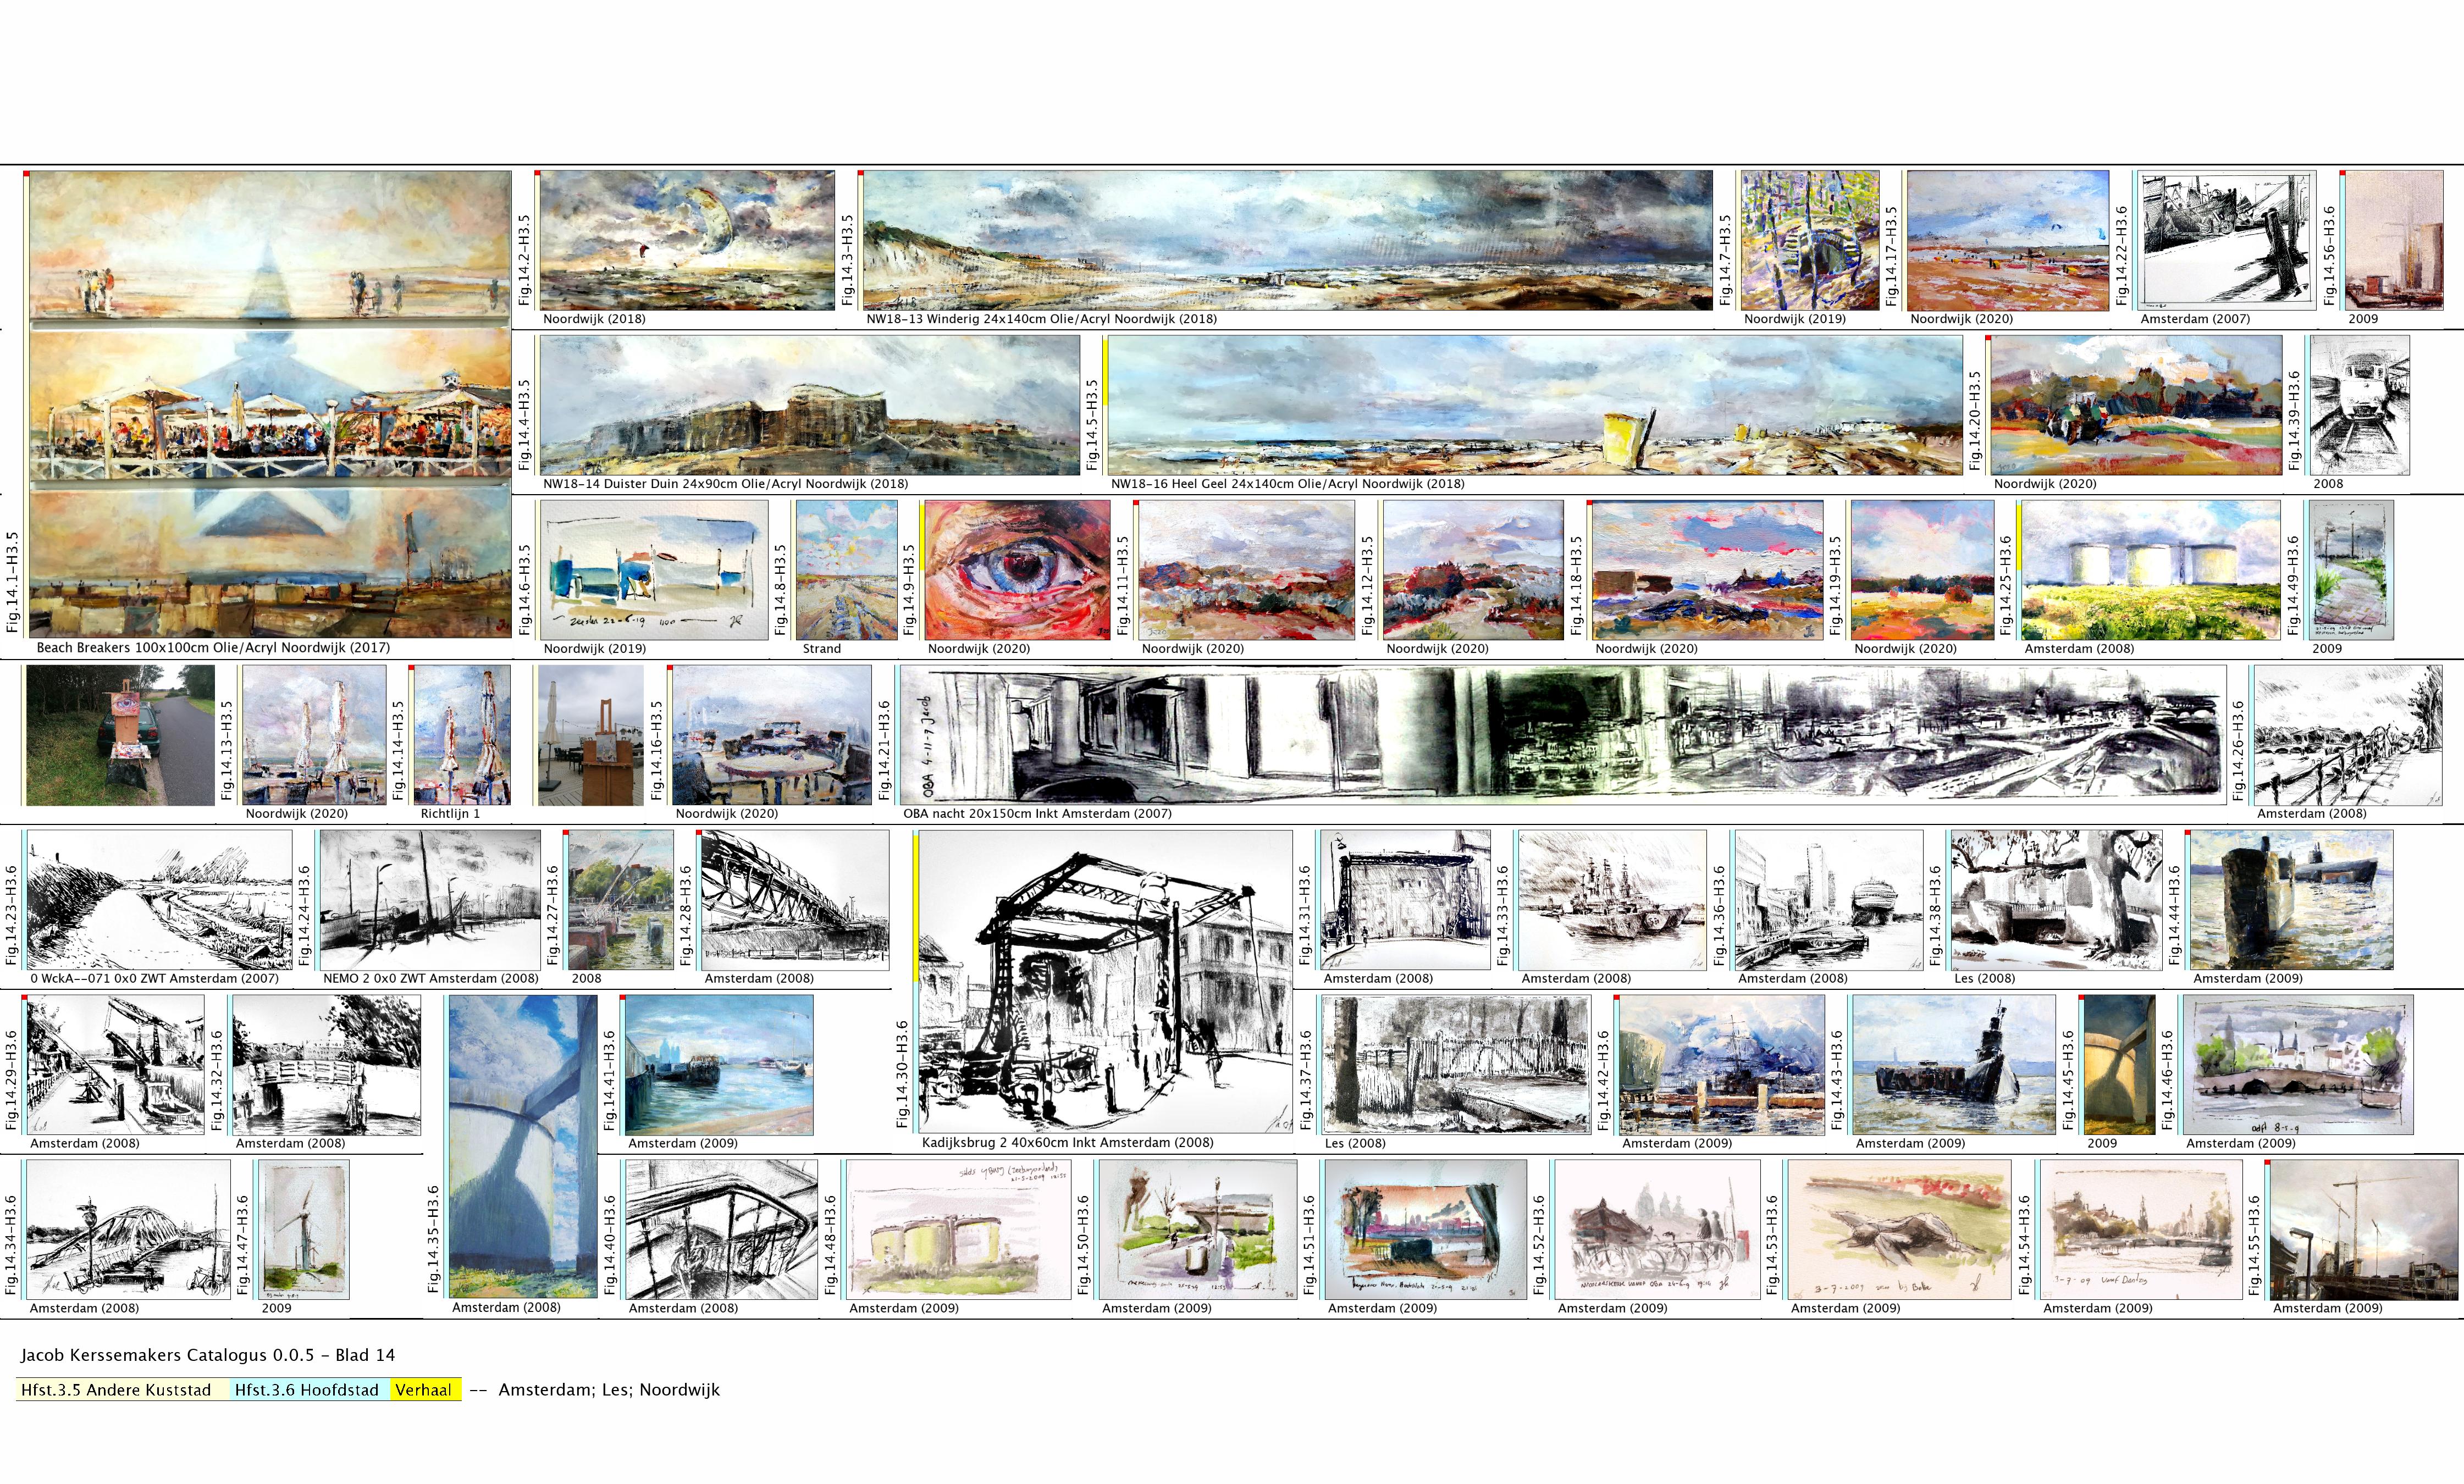 Fig.14.1-H3.5
Beach Breakers 100x100cm Olie/Acryl Noordwijk (2017)
Fig.14.2-H3.5
Noordwijk (2018)
Fig.14.3-H3.5
NW18-13 Winderig 24x140cm Olie/Acryl Noordwijk (2018)
Fig.14.7-H3.5
Noordwijk (2019)
Fig.14.17-H3.5
Noordwijk (2020)
Fig.14.22-H3.6
Amsterdam (2007)
Fig.14.56-H3.6
2009
Fig.14.4-H3.5
NW18-14 Duister Duin 24x90cm Olie/Acryl Noordwijk (2018)
Fig.14.5-H3.5
NW18-16 Heel Geel 24x140cm Olie/Acryl Noordwijk (2018)
Fig.14.20-H3.5
Noordwijk (2020)
Fig.14.39-H3.6
2008
Fig.14.6-H3.5
Noordwijk (2019)
Fig.14.8-H3.5
Strand
Fig.14.9-H3.5
Noordwijk (2020)
Fig.14.11-H3.5
Noordwijk (2020)
Fig.14.12-H3.5
Noordwijk (2020)
Fig.14.18-H3.5
Noordwijk (2020)
Fig.14.19-H3.5
Noordwijk (2020)
Fig.14.25-H3.6
Amsterdam (2008)
Fig.14.49-H3.6
2009
Fig.14.13-H3.5
Noordwijk (2020)
Fig.14.14-H3.5
Richtlijn 1
Fig.14.16-H3.5
Noordwijk (2020)
Fig.14.21-H3.6
OBA 4-11-7 Jacob
OBA nacht 20x150cm Inkt Amsterdam (2007)
Fig.14.26-H3.6
Amsterdam (2008)
Fig.14.23-H3.6
0 WckA--071 0x0 ZWT Amsterdam (2007)
Fig.14.24-H3.6
NEMO 2 0x0 ZWT Amsterdam (2008)
Fig.14.27-H3.6
2008
Fig.14.28-H3.6
Amsterdam (2008)
Fig.14.30-H3.6
Kadijksbrug 2 40x60cm Inkt Amsterdam (2008)
Fig.14.31-H3.6
Amsterdam (2008)
Fig.14.33-H3.6
Amsterdam (2008)
Fig.14.36-H3.6
Amsterdam (2008)
Fig.14.38-H3.6
Les (2008)
Fig.14.44-H3.6
Amsterdam (2009)
Fig.14.29-H3.6
Amsterdam (2008)
Fig.14.32-H3.6
Amsterdam (2008)
Fig.14.35-H3.6
Amsterdam (2008)
Fig.14.41-H3.6
Amsterdam (2009)
Fig.14.37-H3.6
Les (2008)
Fig.14.42-H3.6
Amsterdam (2009)
Fig.14.43-H3.6
Amsterdam (2009)
Fig.14.45-H3.6
2009
Fig.14.46-H3.6
Amsterdam (2009)
Fig.14.34-H3.6
Amsterdam (2008)
Fig.14.47-H3.6
2009
Fig.14.40-H3.6
Amsterdam (2008)
Fig.14.48-H3.6
Amsterdam (2009)
Fig.14.50-H3.6
Amsterdam (2009)
Fig.14.51-H3.6
Amsterdam (2009)
Fig.14.52-H3.6
Amsterdam (2009)
Fig.14.53-H3.6
3-7-2009
Amsterdam (2009)
Fig.14.54-H3.6
3-7-09 Vanaf
Amsterdam (2009)
Fig.14.55-H3.6
Amsterdam (2009)
Jacob Kerssemakers Catalogus 0.0.5 - Blad 14
Hfst.3.5 Andere Kuststad Hfst.3.6 Hoofdstad Verhaal -- Amsterdam; Les; Noordwijk